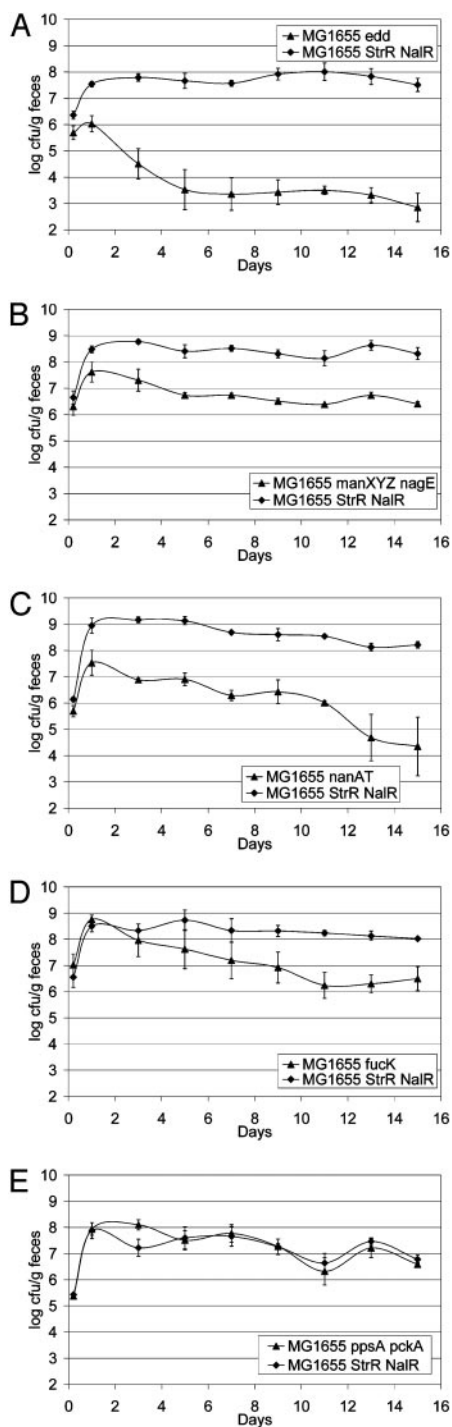 A
MG1655 edd
MG1655 StrR NalR
log cfu/g feces
10
9
8
7
6
5
4
3
2
0 2 4 6 8 10 12 14 16
Days
B
log cfu/g feces
10
9
8
7
6
5
4
3
2
MG1655 manXYZ nagE
MG1655 StrR NalR
0 2 4 6 8 10 12 14 16
Days
C
log cfu/g feces
10
9
8
7
6
5
4
3
2
MG1655 nanAT
MG1655 StrR NalR
0 2 4 6 8 10 12 14 16
Days
D
log cfu/g feces
10
9
8
7
6
5
4
3
2
MG1655 fucK
MG1655 StrR NalR
0 2 4 6 8 10 12 14 16
Days
E
log cfu/g feces
10
9
8
7
6
5
4
3
2
MG1655 ppsA pckA
MG1655 StrR NalR
0 2 4 6 8 10 12 14 16
Days